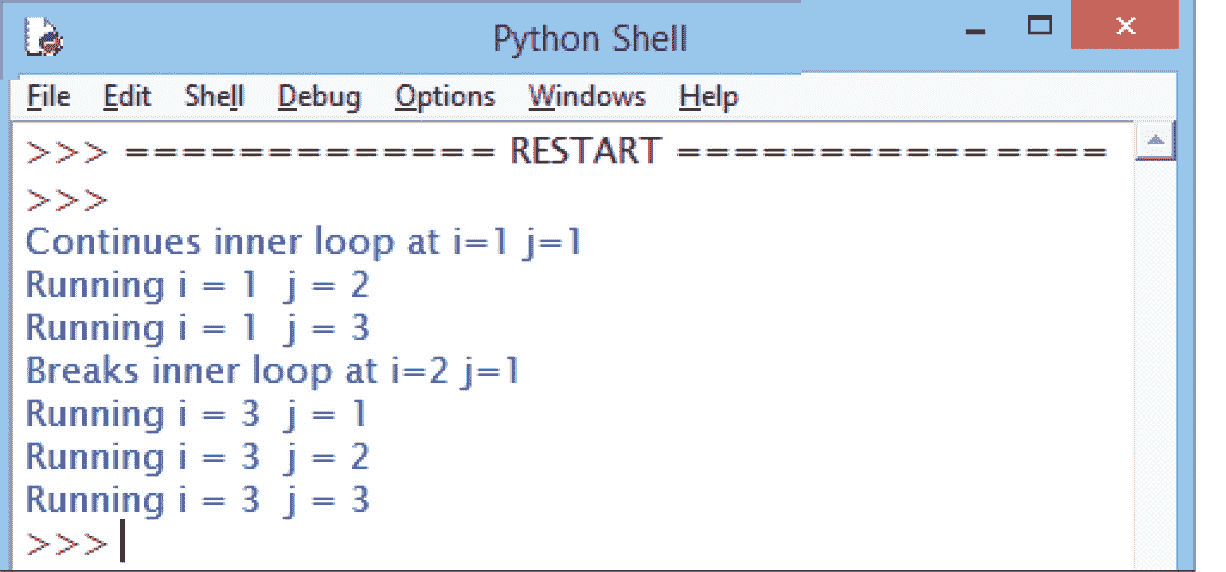 Python Shell
File Edit Shell Debug Options Windows Help
>>> ============= RESTART ===============
>>>
Continues inner loop at i=1 j=1
Running i = 1  j = 2
Running i = 1  j = 3
Breaks inner loop at i=2 j=1
Running i = 3  j = 1
Running i = 3  j = 2
Running i = 3  j = 3
>>>